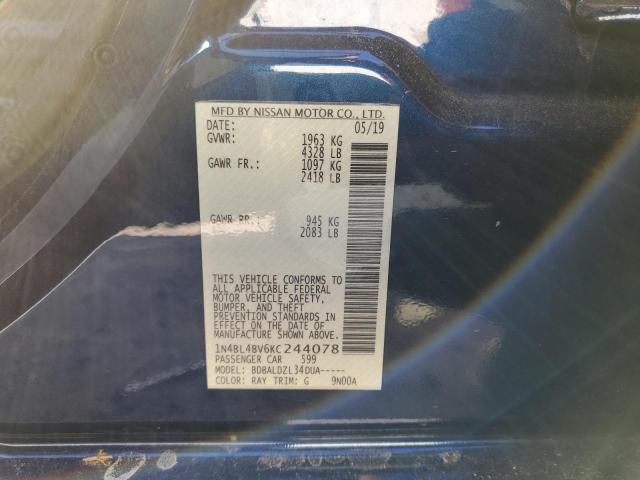 MFD BY NISSAN MOTOR CO., LTD.
DATE: 05/19
GVWR: 1963 KG
4328 LB
GAWR FR.: 1097 KG
2418 LB
GAWR RR.: 945 KG
2083 LB
THIS VEHICLE CONFORMS TO
ALL APPLICABLE FEDERAL
MOTOR VEHICLE SAFETY,
BUMPER, AND THEFT
PREVENTION STANDARDS IN
EFFECT ON THE DATE OF
MANUFACTURE SHOWN ABOVE.
1N4BL4BV6KC244078
PASSENGER CAR 599
MODEL: BDBALDZL34DUA-----
COLOR: RAY TRIM: G 9N00A